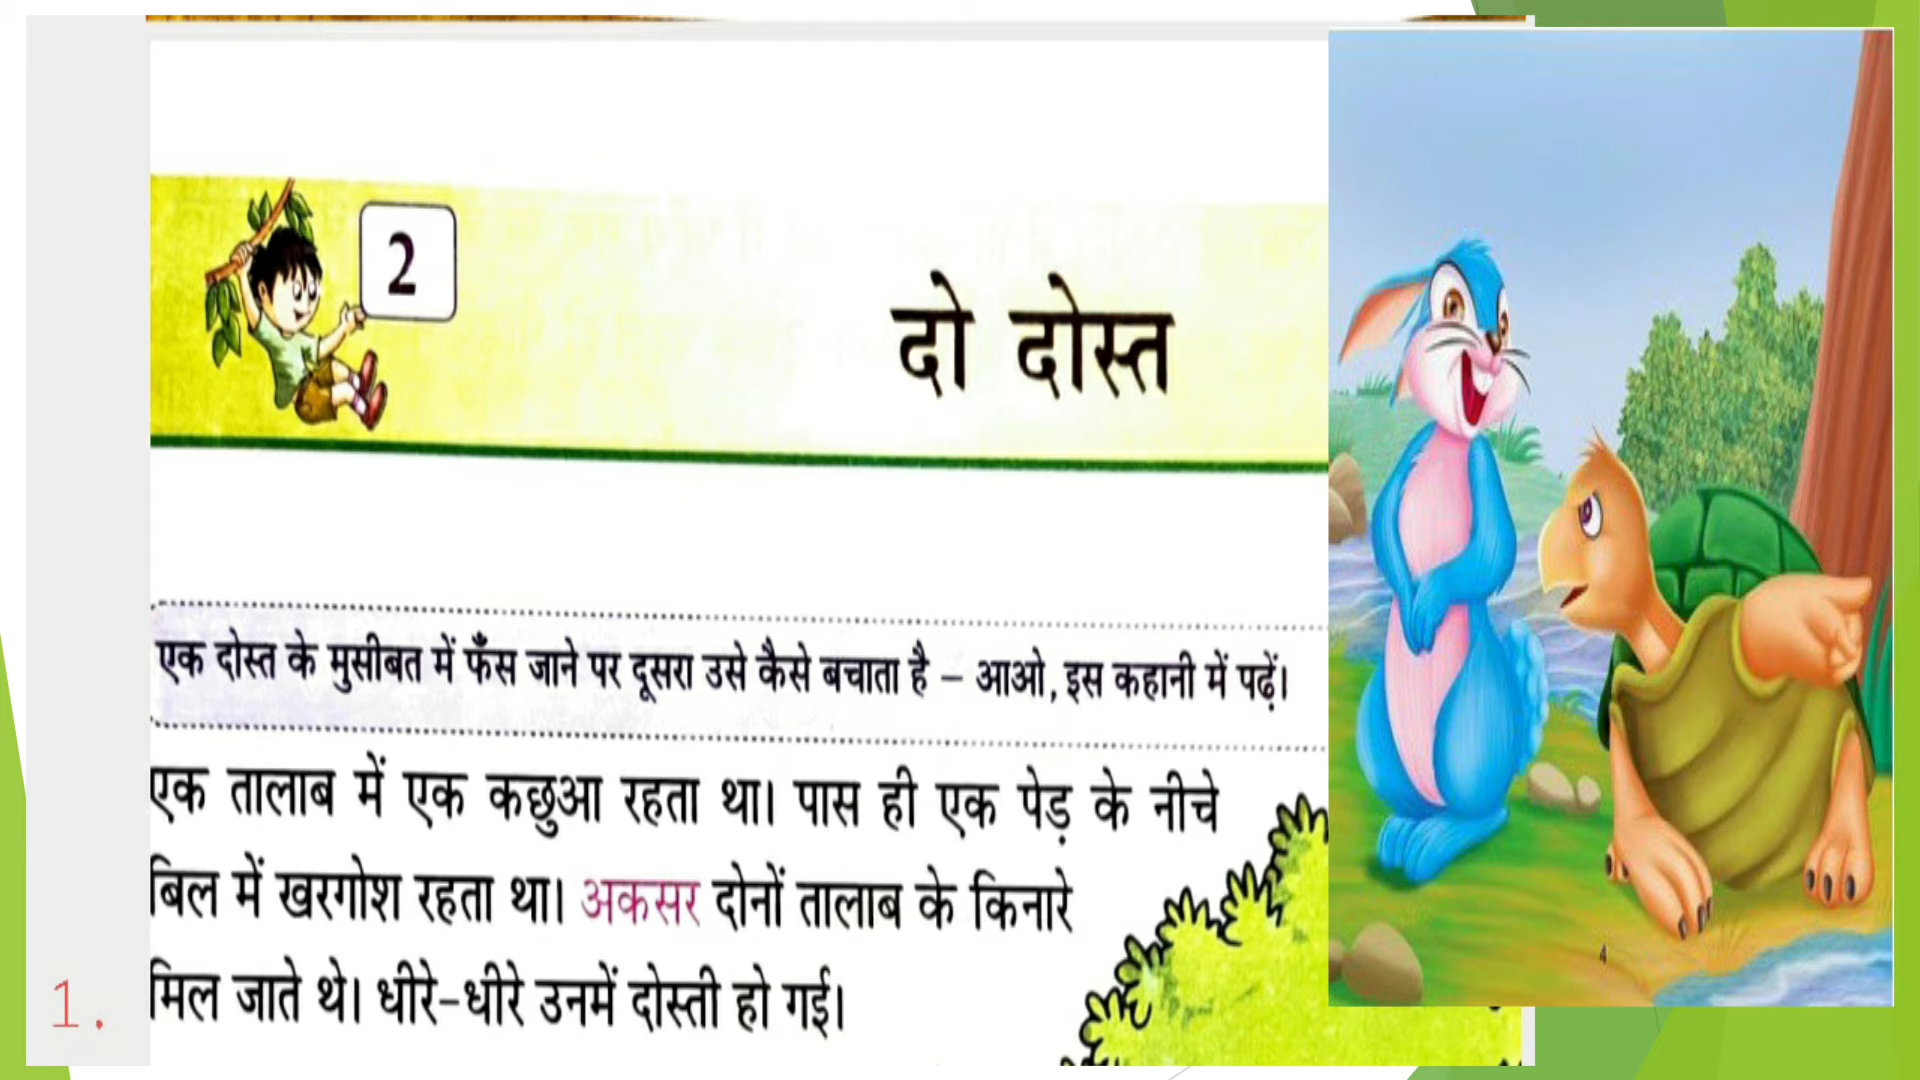 2
दो दोस्त
एक दोस्त के मुसीबत में फँस जाने पर दूसरा उसे कैसे बचाता है – आओ, इस कहानी में पढ़ें।
एक तालाब में एक कछुआ रहता था। पास ही एक पेड़ के नीचे
बिल में खरगोश रहता था। अकसर दोनों तालाब के किनारे
मिल जाते थे। धीरे-धीरे उनमें दोस्ती हो गई।
1.
4